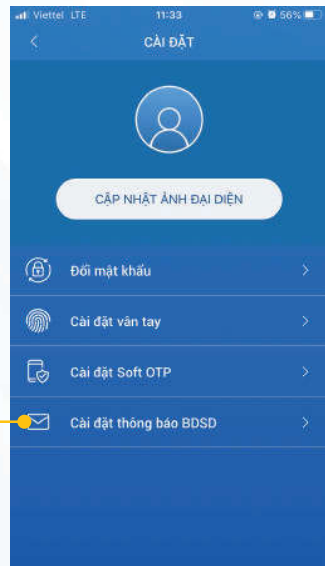 Viettel LTE 11:33 56%
CÀI ĐẶT
CẬP NHẬT ẢNH ĐẠI DIỆN
Đổi mật khẩu
Cài đặt vân tay
Cài đặt Soft OTP
Cài đặt thông báo BDSD